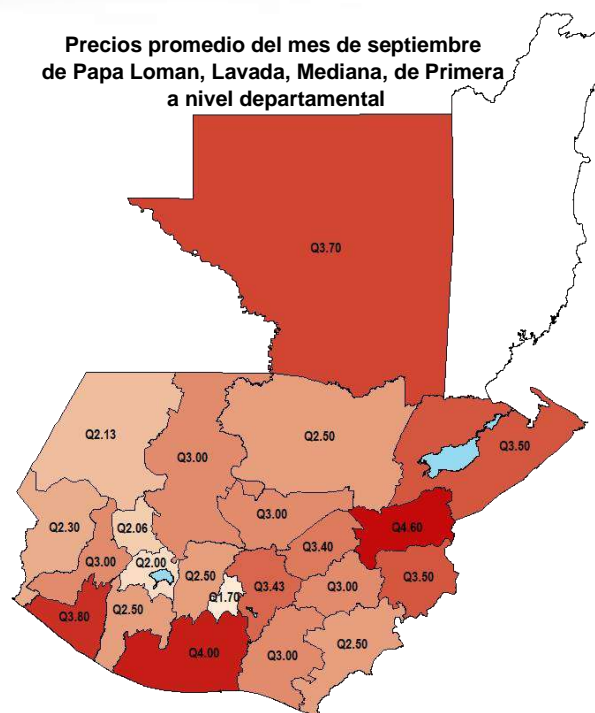 Precios promedio del mes de septiembre
de Papa Loman, Lavada, Mediana, de Primera
a nivel departamental
Q3.70
Q2.13
Q3.00
Q2.50
Q3.50
Q2.30
Q2.06
Q3.00
Q4.60
Q3.00
Q2.00
Q2.50
Q3.40
Q3.00
Q3.50
Q3.80
Q2.50
Q1.70
Q3.43
Q4.00
Q3.00
Q2.50